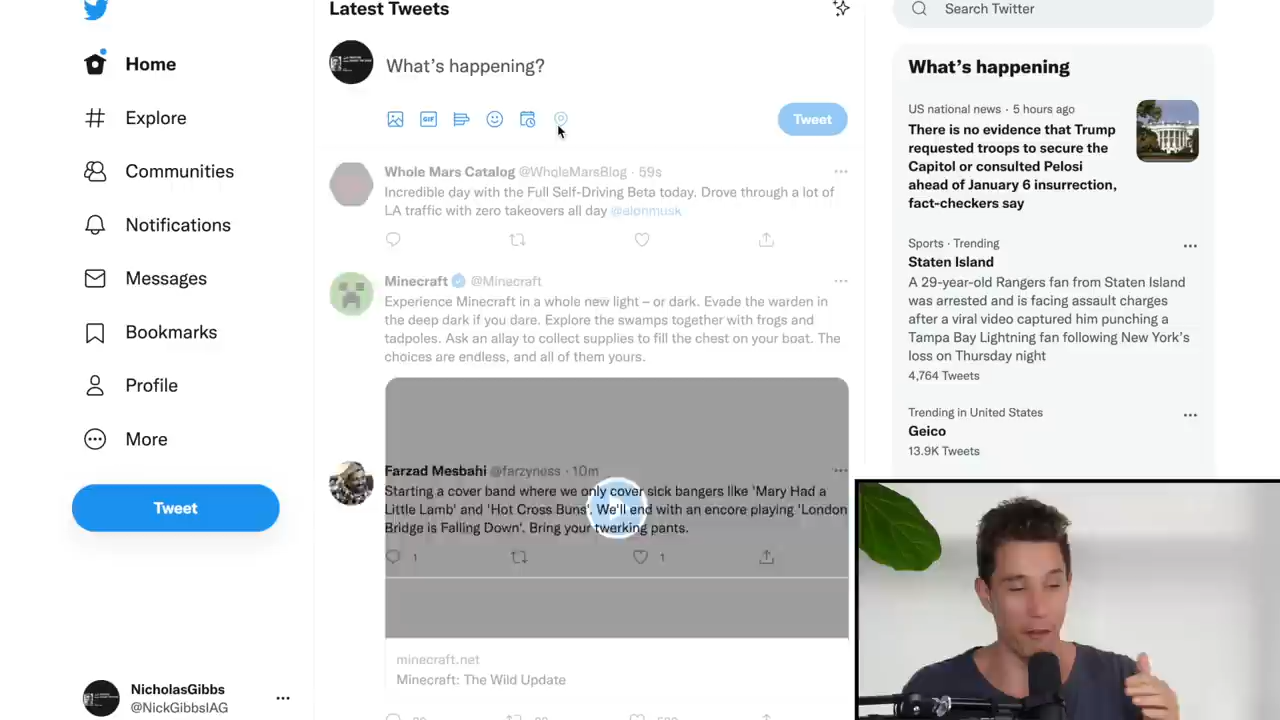 Home
Explore
Communities
Notifications
Messages
Bookmarks
Profile
More
Tweet
NicholasGibbs
@NickGibbsIAG
Latest Tweets
What's happening?
GIF
Tweet
Whole Mars Catalog @WholeMarsBlog · 59s
Incredible day with the Full Self-Driving Beta today. Drove through a lot of
LA traffic with zero takeovers all day @elonmusk
Minecraft @Minecraft
Experience Minecraft in a whole new light – or dark. Evade the warden in
the deep dark if you dare. Explore the swamps together with frogs and
tadpoles. Ask an allay to collect supplies to fill the chest on your boat. The
choices are endless, and all of them yours.
Farzad Mesbahi @farzyness · 10m
Starting a cover band where we only cover sick bangers like 'Mary Had a
Little Lamb' and 'Hot Cross Buns'. We'll end with an encore playing 'London
Bridge is Falling Down'. Bring your twerking pants.
1
1
minecraft.net
Minecraft: The Wild Update
Search Twitter
What's happening
US national news · 5 hours ago
There is no evidence that Trump
requested troops to secure the
Capitol or consulted Pelosi
ahead of January 6 insurrection,
fact-checkers say
Sports · Trending
Staten Island
A 29-year-old Rangers fan from Staten Island
was arrested and is facing assault charges
after a viral video captured him punching a
Tampa Bay Lightning fan following New York's
loss on Thursday night
4,764 Tweets
Trending in United States
Geico
13.9K Tweets